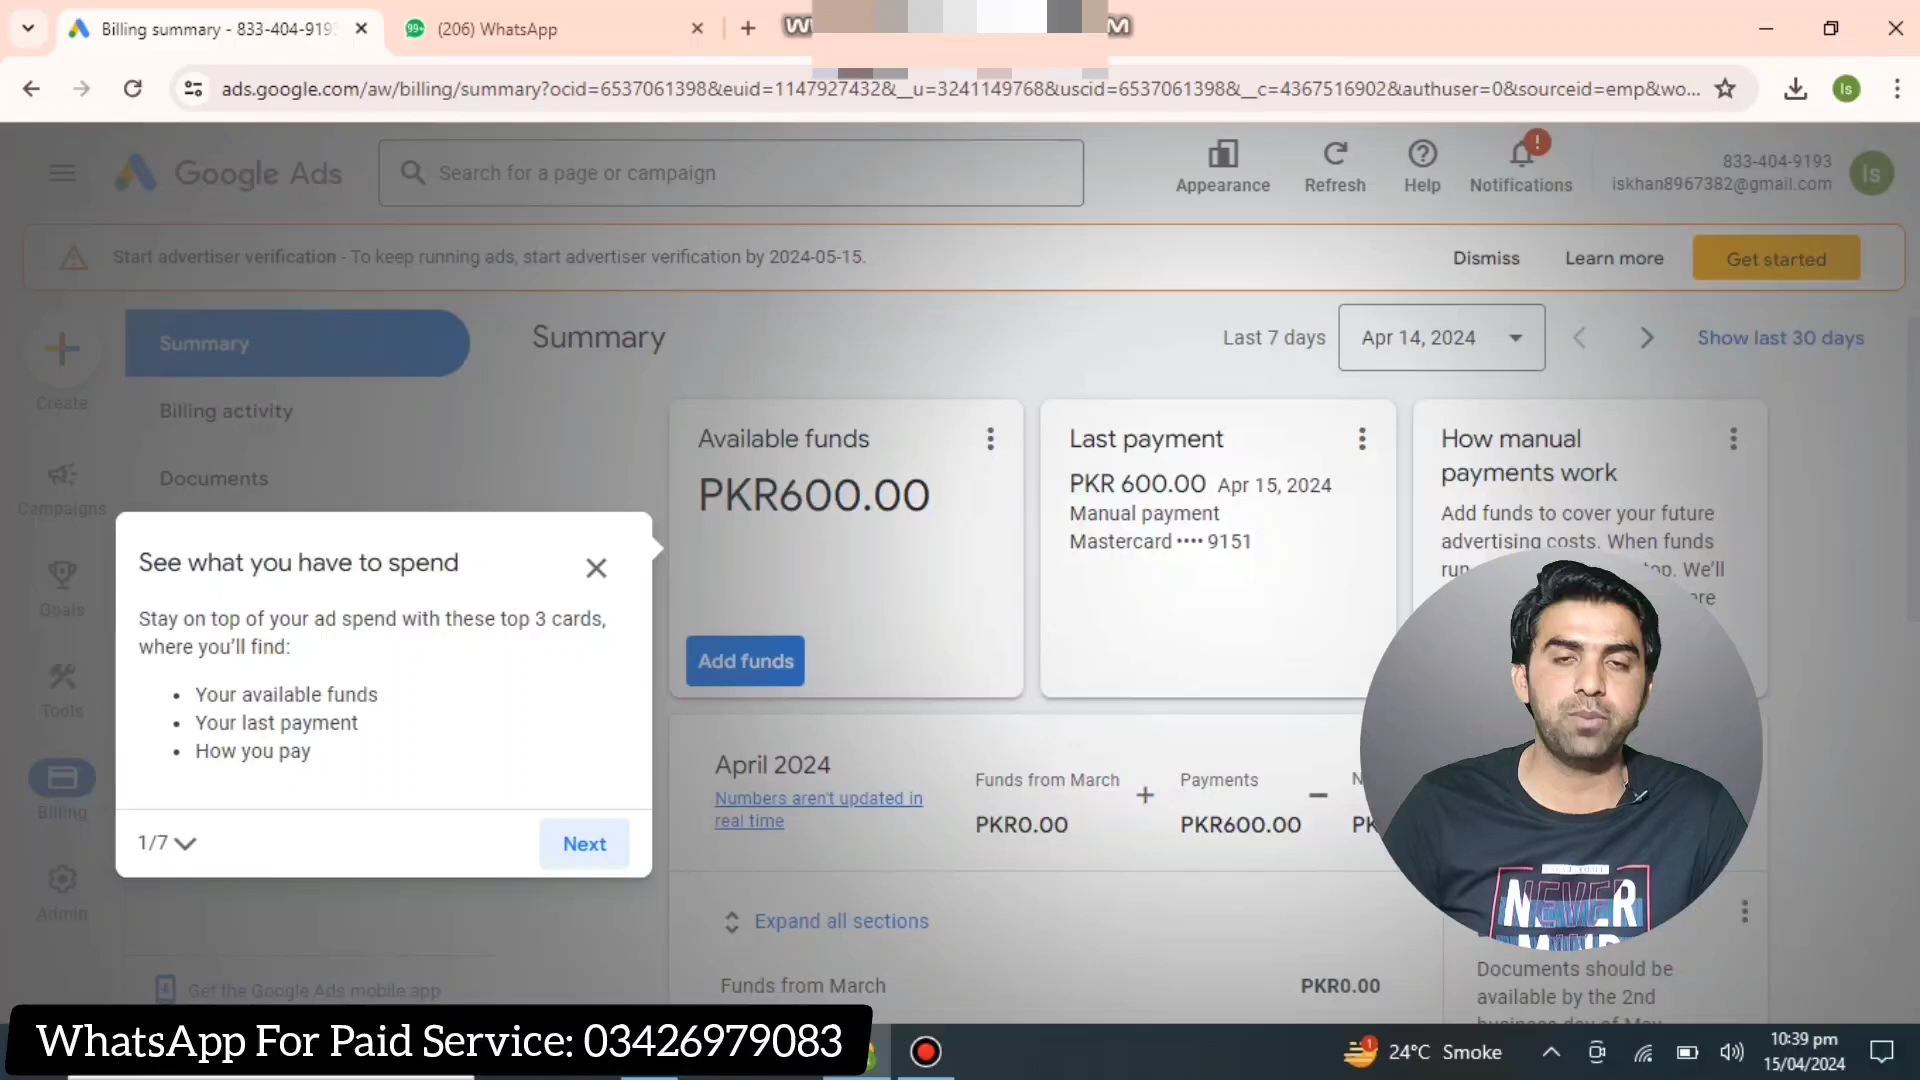 Billing summary - 833-404-919
(206) WhatsApp
ads.google.com/aw/billing/summary?ocid=6537061398&euid=1147927432&__u=3241149768&uscid=6537061398&__c=4367516902&authuser=0&sourceid=emp&wo...
Is
Google Ads
Search for a page or campaign
Appearance
Refresh
Help
Notifications
833-404-9193
iskhan8967382@gmail.com
Is
Start advertiser verification - To keep running ads, start advertiser verification by 2024-05-15.
Dismiss
Learn more
Get started
Create
Campaigns
Goals
Tools
Billing
Admin
Summary
Billing activity
Documents
Summary
Last 7 days
Apr 14, 2024
Show last 30 days
Available funds
PKR600.00
Add funds
Last payment
PKR 600.00 Apr 15, 2024
Manual payment
Mastercard •••• 9151
How manual
payments work
Add funds to cover your future
advertising costs. When funds
We'll
See what you have to spend
Stay on top of your ad spend with these top 3 cards,
where you'll find:
• Your available funds
• Your last payment
• How you pay
1/7
Next
April 2024
Numbers aren't updated in
real time
Funds from March
PKR0.00
+
Payments
PKR600.00
Expand all sections
Funds from March
PKR0.00
NEVER
Documents should be
available by the 2nd
business day of May
Get the Google Ads mobile app
WhatsApp For Paid Service: 03426979083
24°C Smoke
10:39 pm
15/04/2024